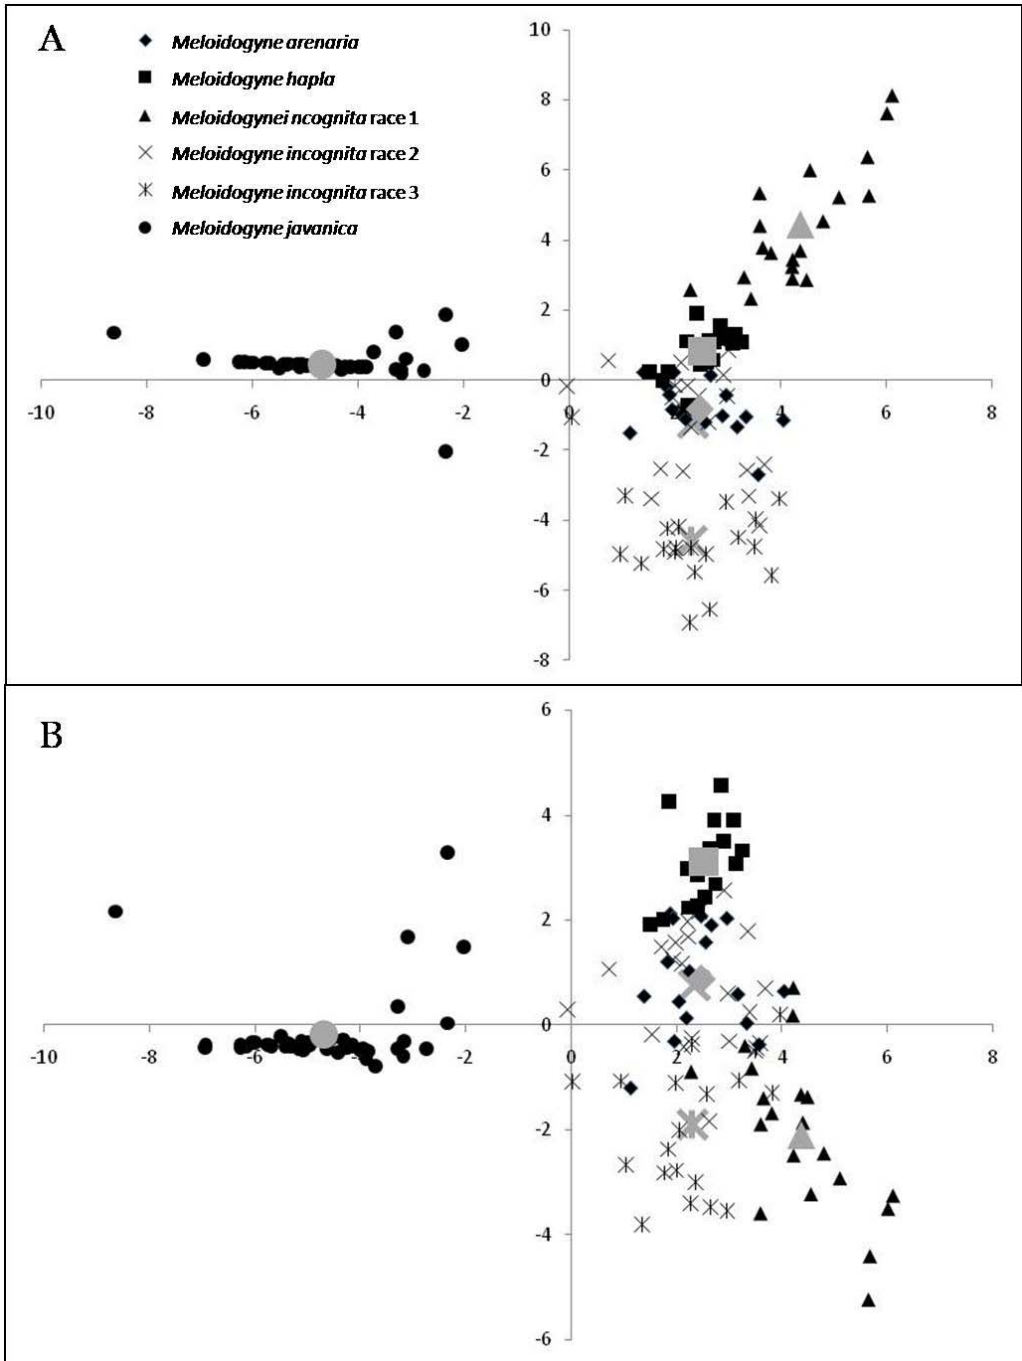 A
Meloidogyne arenaria
Meloidogyne hapla
Meloidogynei ncognita race 1
Meloidogyne incognita race 2
Meloidogyne incognita race 3
Meloidogyne javanica
10
8
6
4
2
0
-2
-4
-6
-8
-10 -8 -6 -4 -2 0 2 4 6 8
B
6
4
2
0
-2
-4
-6
-10 -8 -6 -4 -2 0 2 4 6 8